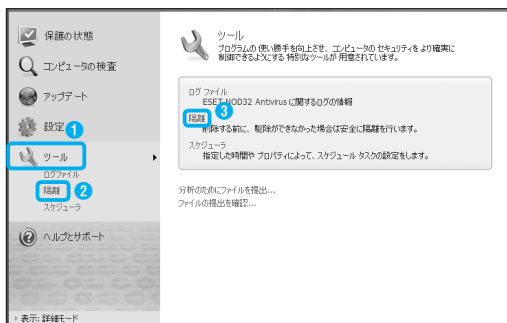 保護の状態
コンピュータの検査
アップデート
設定
1
ツール
ログファイル
隔離
2
スケジューラ
ヘルプとサポート
表示: 詳細モード
ツール
プログラムの使い勝手を向上させ、コンピュータの セキュリティを より確実に
制御できるようにする 特別なツールが 用意されています。
ログ ファイル
ESET NOD32 Antivirus に関するログの情報
3
隔離
削除する前に、駆除ができなかった場合は安全に隔離を行います。
スケジューラ
指定した時間や プロパティによって、スケジュール タスクの設定をします。
分析のためにファイルを提出...
ファイルの提出を確認...